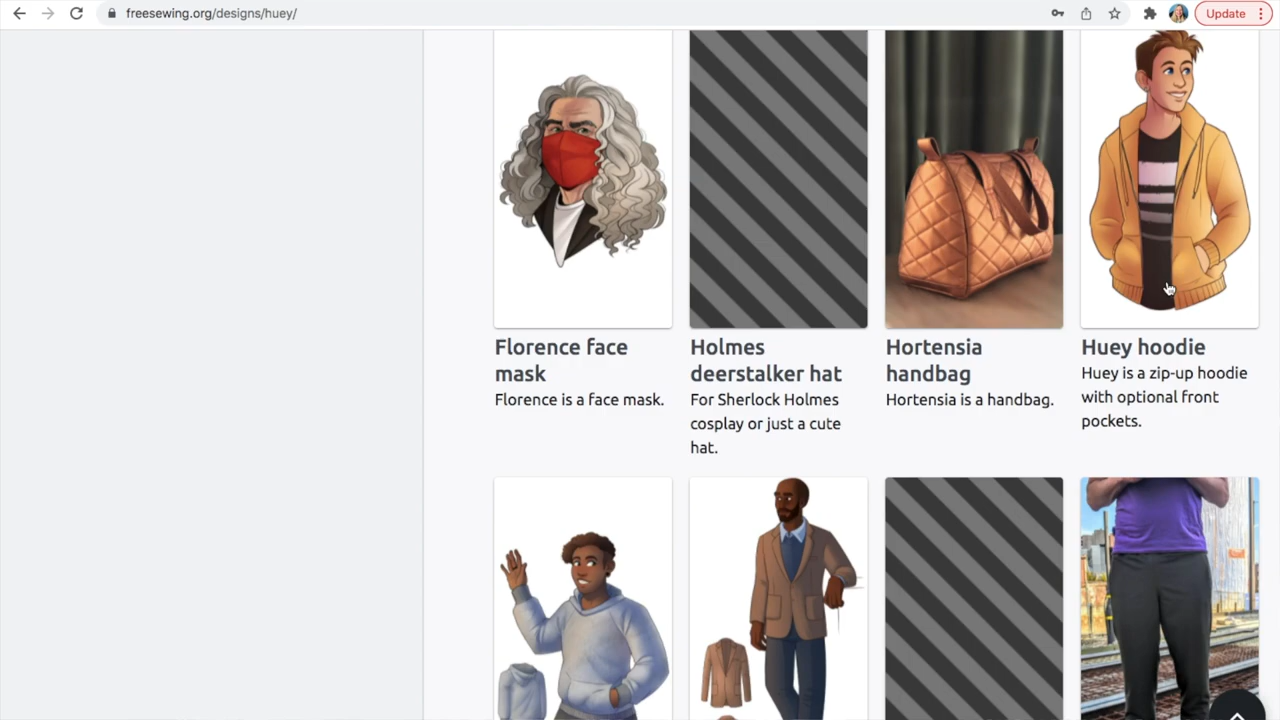 freesewing.org/designs/huey/
Update
Florence face
mask
Florence is a face mask.
Holmes
deerstalker hat
For Sherlock Holmes
cosplay or just a cute
hat.
Hortensia
handbag
Hortensia is a handbag.
Huey hoodie
Huey is a zip-up hoodie
with optional front
pockets.